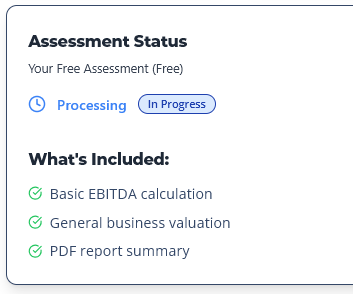 Assessment Status
Your Free Assessment (Free)
Processing In Progress
What's Included:
Basic EBITDA calculation
General business valuation
PDF report summary